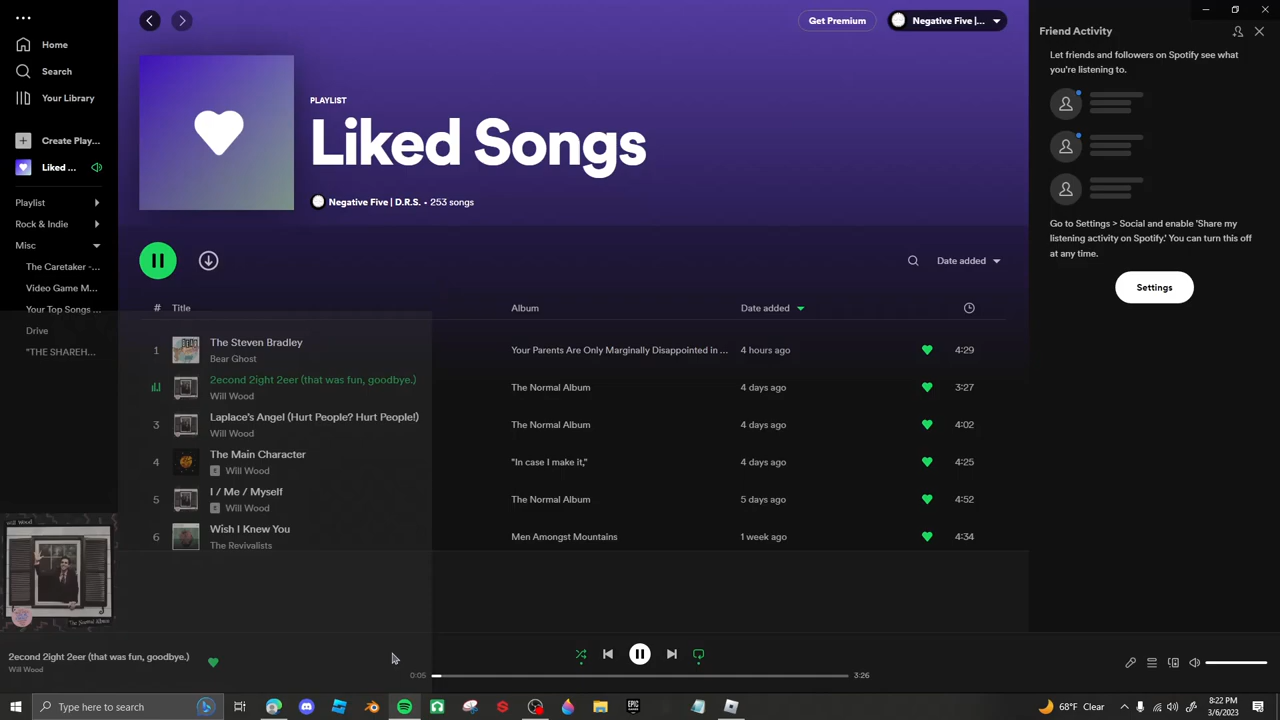 Home
Search
Your Library
Create Play...
Liked ...
Playlist
Rock & Indie
Misc
The Caretaker -...
Video Game M...
Your Top Songs ...
Drive
"THE SHAREH...
Get Premium
Negative Five |...
PLAYLIST
Liked Songs
Negative Five | D.R.S. • 253 songs
Date added
# Title Album Date added
1 The Steven Bradley Your Parents Are Only Marginally Disappointed in ... 4 hours ago 4:29
Bear Ghost
2econd 2ight 2eer (that was fun, goodbye.) The Normal Album 4 days ago 3:27
Will Wood
3 Laplace's Angel (Hurt People? Hurt People!) The Normal Album 4 days ago 4:02
Will Wood
4 The Main Character "In case I make it," 4 days ago 4:25
E Will Wood
5 I / Me / Myself The Normal Album 5 days ago 4:52
E Will Wood
6 Wish I Knew You Men Amongst Mountains 1 week ago 4:34
The Revivalists
Friend Activity
Let friends and followers on Spotify see what
you're listening to.
Go to Settings > Social and enable 'Share my
listening activity on Spotify.' You can turn this off
at any time.
Settings
Will Wood
The Normal Album
2econd 2ight 2eer (that was fun, goodbye.)
Will Wood
0:05 3:26
Type here to search
EPIC
68°F Clear
8:22 PM
3/6/2023